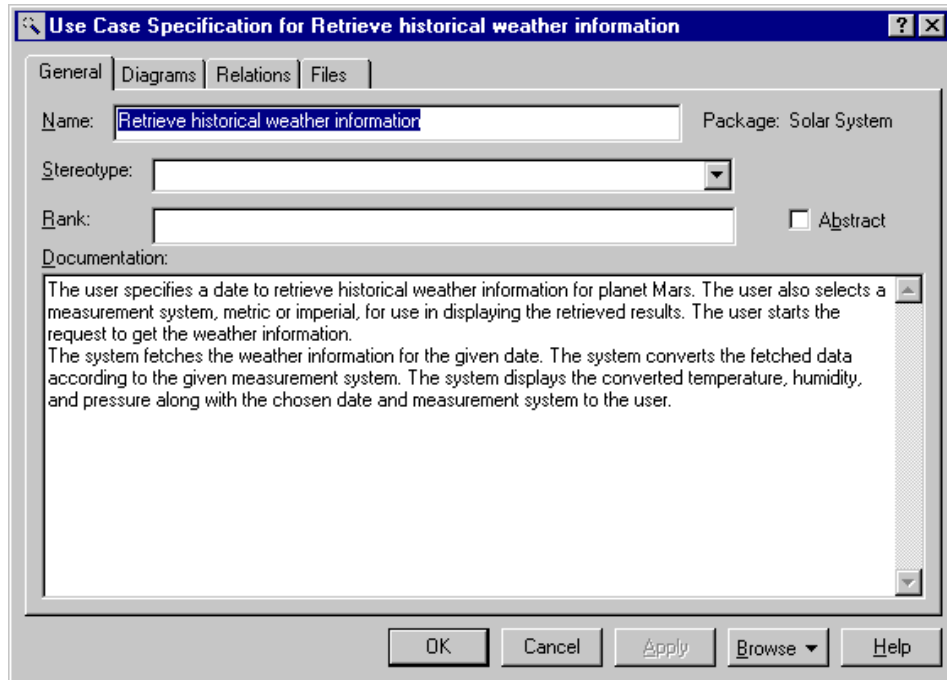 Use Case Specification for Retrieve historical weather information
General Diagrams Relations Files
Name: Retrieve historical weather information Package: Solar System
Stereotype:
Rank: Abstract
Documentation:
The user specifies a date to retrieve historical weather information for planet Mars. The user also selects a
measurement system, metric or imperial, for use in displaying the retrieved results. The user starts the
request to get the weather information.
The system fetches the weather information for the given date. The system converts the fetched data
according to the given measurement system. The system displays the converted temperature, humidity,
and pressure along with the chosen date and measurement system to the user.
OK Cancel Apply Browse Help